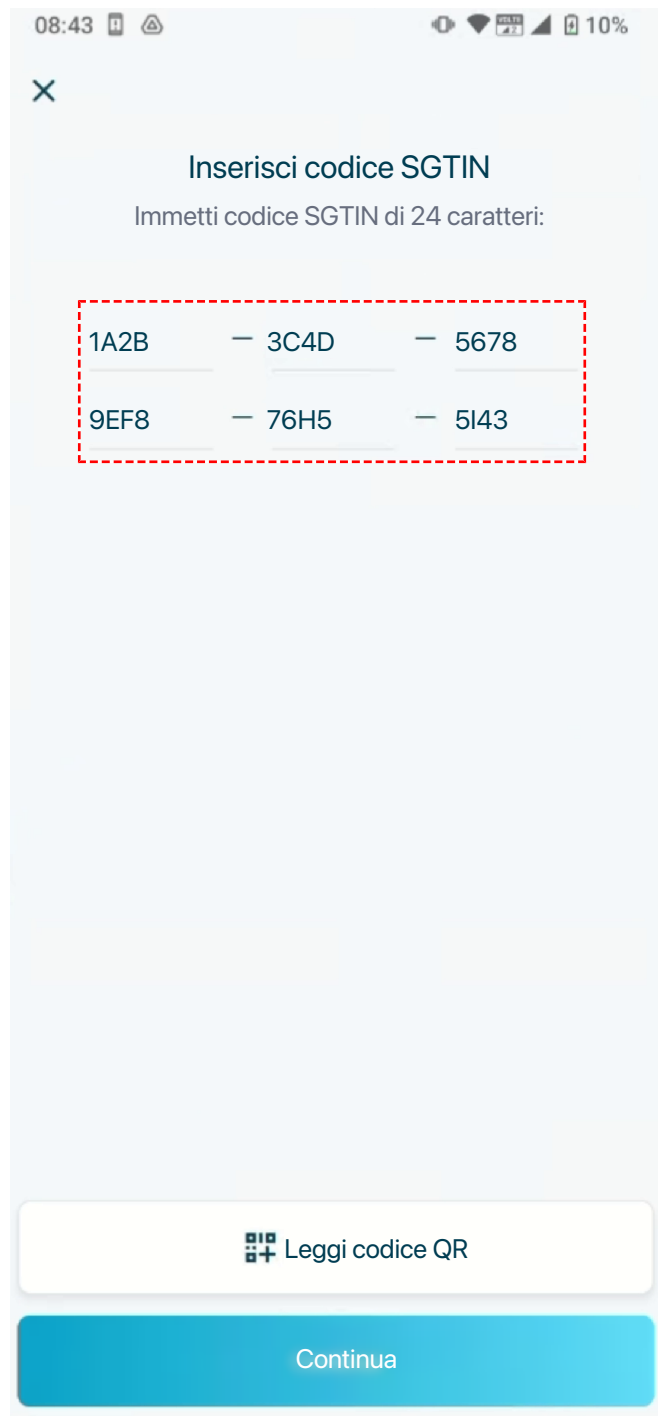 08:43 10%
Inserisci codice SGTIN
Immetti codice SGTIN di 24 caratteri:
1A2B – 3C4D – 5678
9EF8 – 76H5 – 5I43
Leggi codice QR
Continua